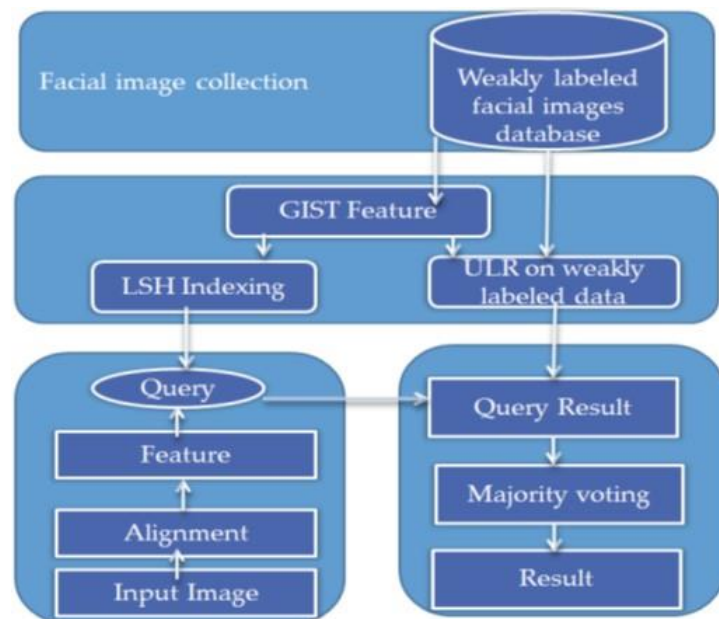 Facial image collection
Weakly labeled
facial images
database
GIST Feature
LSH Indexing
ULR on weakly
labeled data
Query
Feature
Alignment
Input Image
Query Result
Majority voting
Result